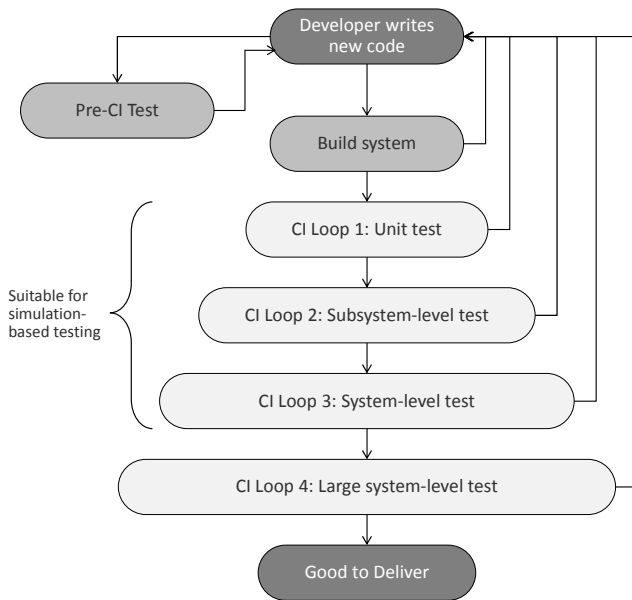 Developer writes
new code
Pre-CI Test
Build system
CI Loop 1: Unit test
Suitable for
simulation-
based testing
CI Loop 2: Subsystem-level test
CI Loop 3: System-level test
CI Loop 4: Large system-level test
Good to Deliver